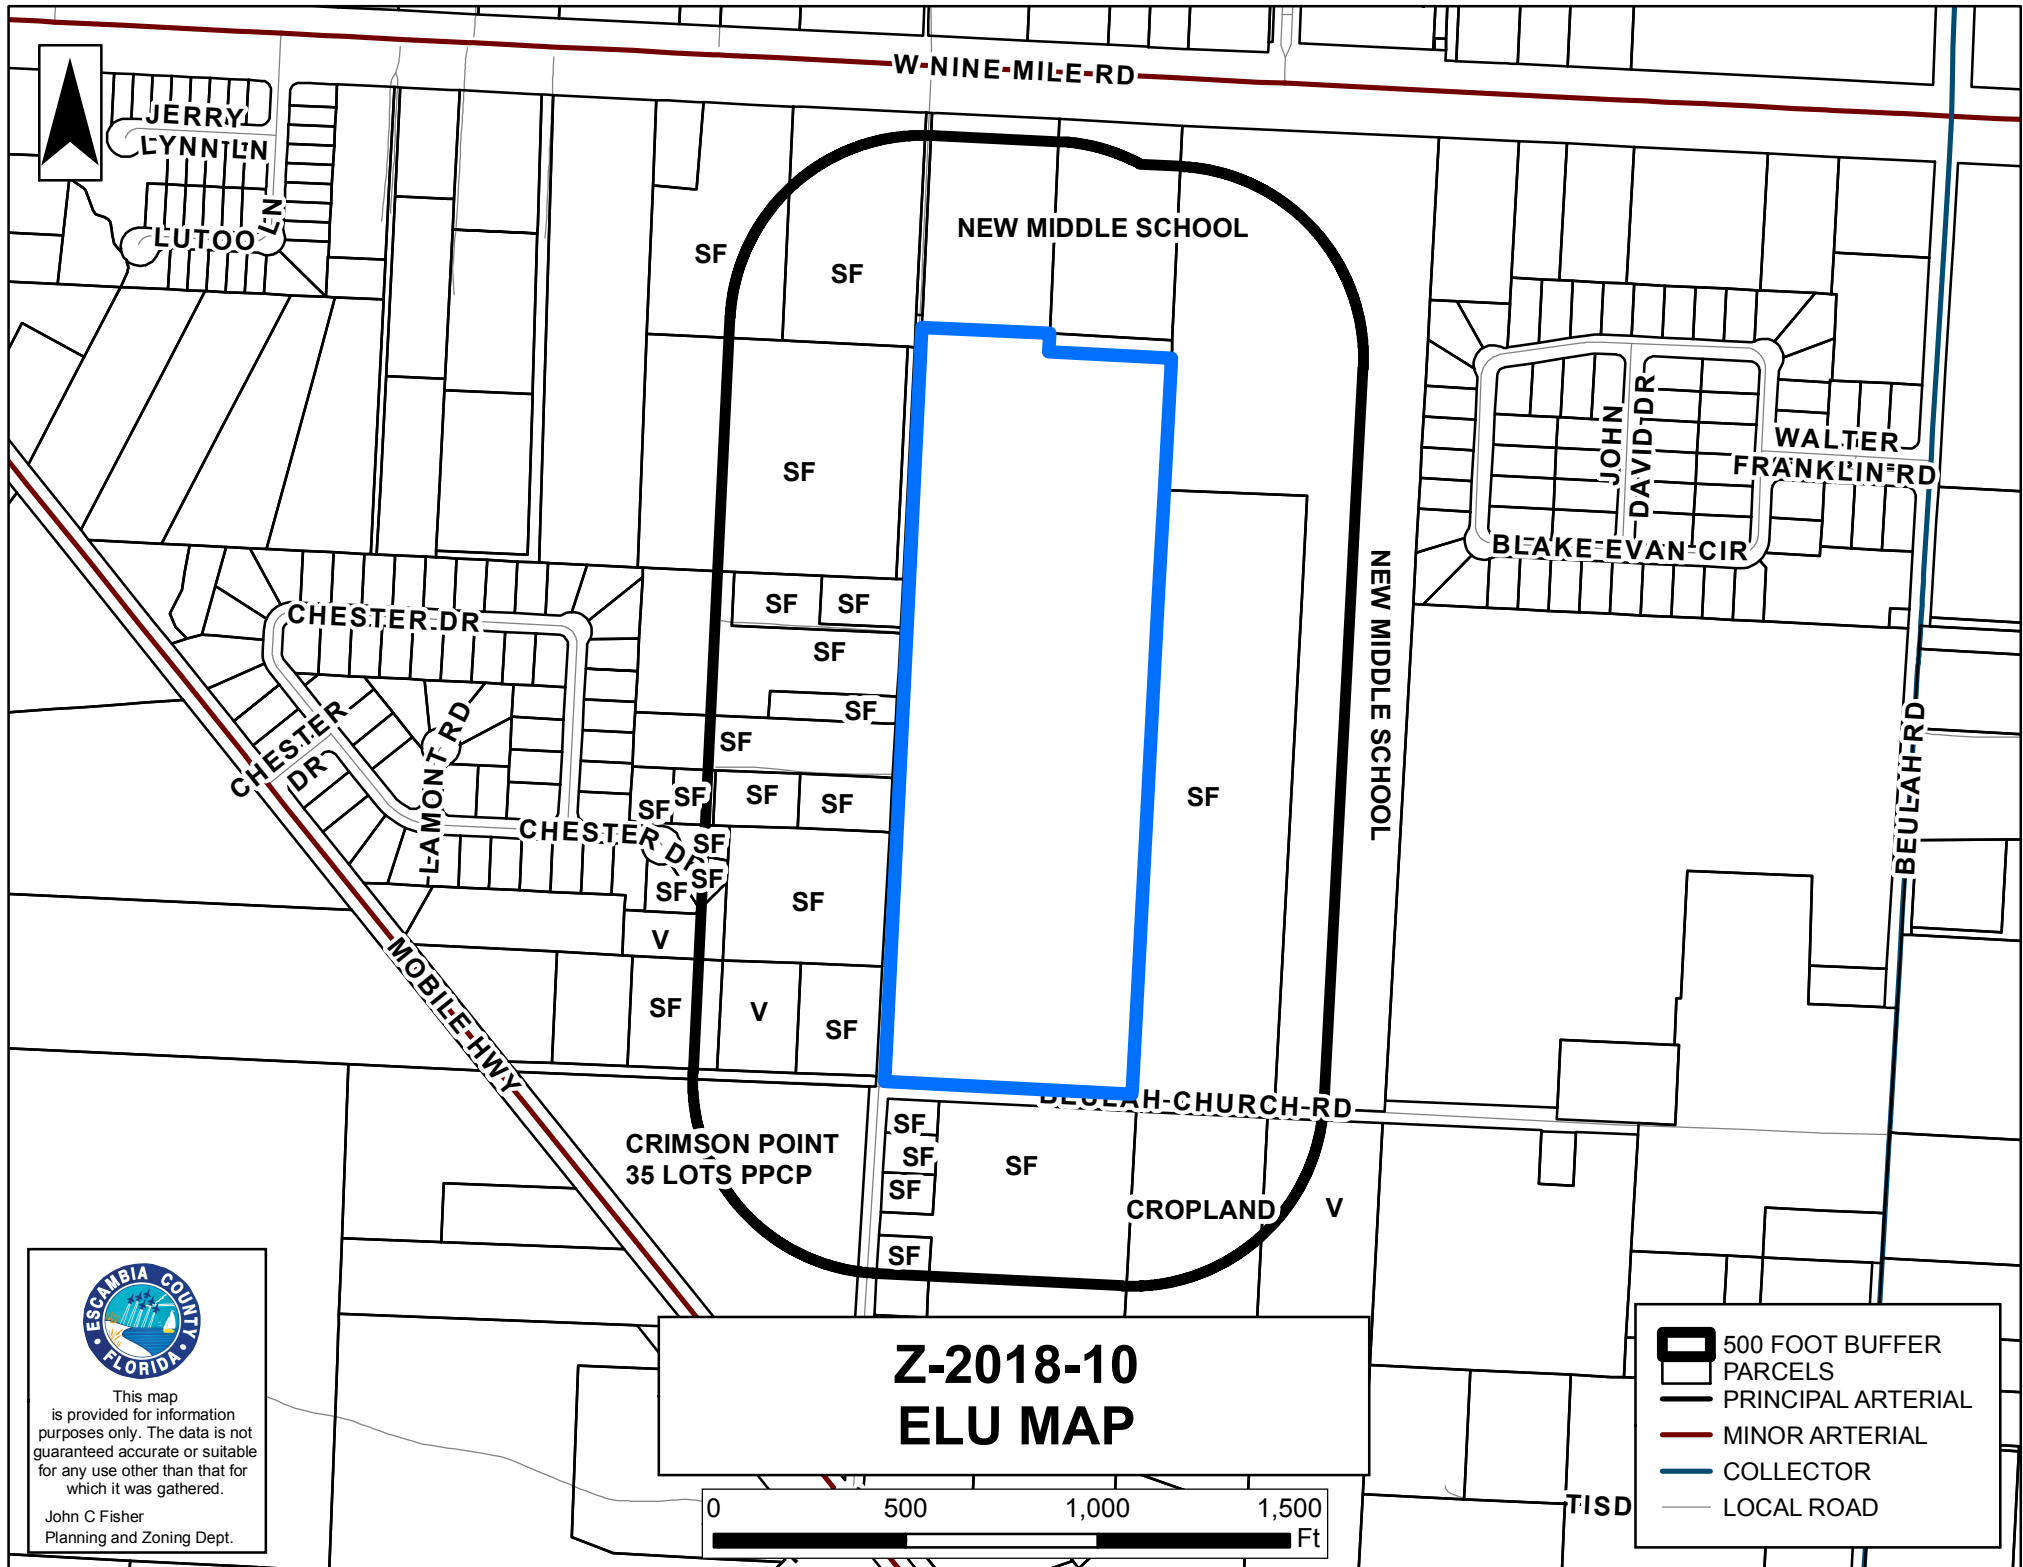 W-NINE-MILE-RD
JERRY
LYNN LN
LUTOO LN
NEW MIDDLE SCHOOL
SF
SF
SF
JOHN
DAVID DR
WALTER
FRANKLIN RD
BLAKE EVAN CIR
NEW MIDDLE SCHOOL
CHESTER DR
SF
SF
SF
SF
SF
CHESTER
DR
LAMONT RD
BEULAH RD
SF
SF
SF
SF
SF
CHESTER DR
SF
SF
SF
SF
V
MOBILE HWY
SF
V
SF
BEULAH CHURCH RD
CRIMSON POINT
35 LOTS PPCP
SF
SF
SF
SF
SF
CROPLAND
V
ESCAMBIA COUNTY
FLORIDA
This map
is provided for information
purposes only. The data is not
guaranteed accurate or suitable
for any use other than that for
which it was gathered.
John C Fisher
Planning and Zoning Dept.
Z-2018-10
ELU MAP
0 500 1,000 1,500
Ft
TISD
500 FOOT BUFFER
PARCELS
PRINCIPAL ARTERIAL
MINOR ARTERIAL
COLLECTOR
LOCAL ROAD